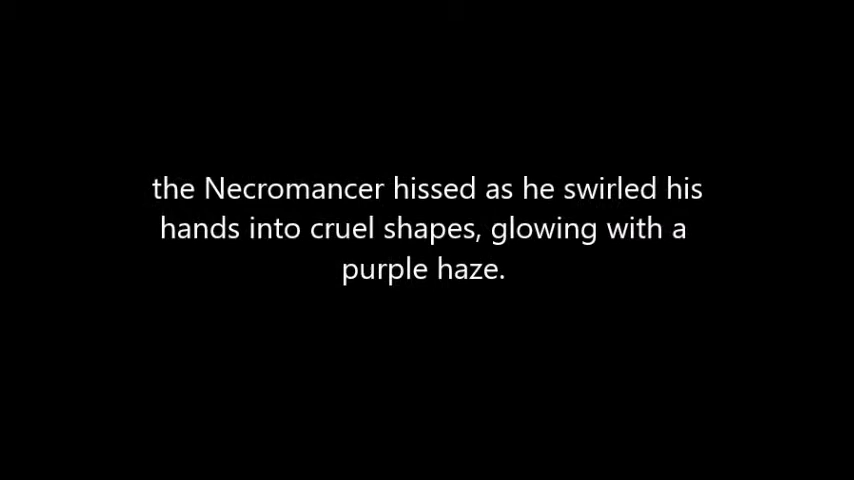 the Necromancer hissed as he swirled his
hands into cruel shapes, glowing with a
purple haze.